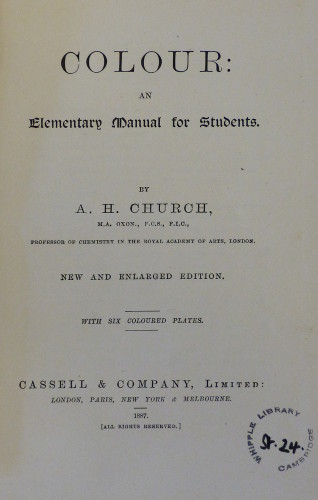 COLOUR:
AN
Elementary Manual for Students.
BY
A. H. CHURCH,
M.A. OXON., F.C.S., F.I.C.,
PROFESSOR OF CHEMISTRY IN THE ROYAL ACADEMY OF ARTS, LONDON.
NEW AND ENLARGED EDITION.
WITH SIX COLOURED PLATES.
CASSELL & COMPANY, LIMITED:
LONDON, PARIS, NEW YORK & MELBOURNE.
1887.
[ALL RIGHTS RESERVED.]
WHIPPLE LIBRARY
St. 24.
CAMBRIDGE